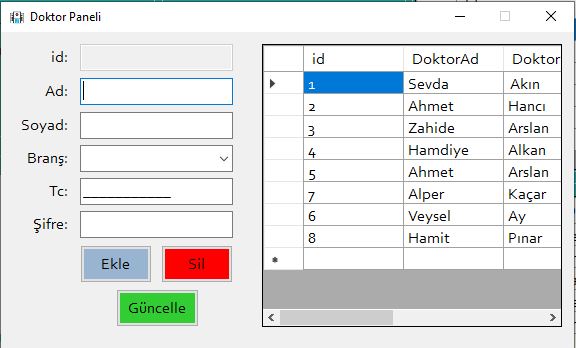 Doktor Paneli
id:
Ad:
Soyad:
Branş:
Tc: ___________
Şifre:
Ekle Sil
Güncelle
id DoktorAd Doktor
1 Sevda Akın
2 Ahmet Hancı
3 Zahide Arslan
4 Hamdiye Alkan
5 Ahmet Arslan
7 Alper Kaçar
6 Veysel Ay
8 Hamit Pınar
*